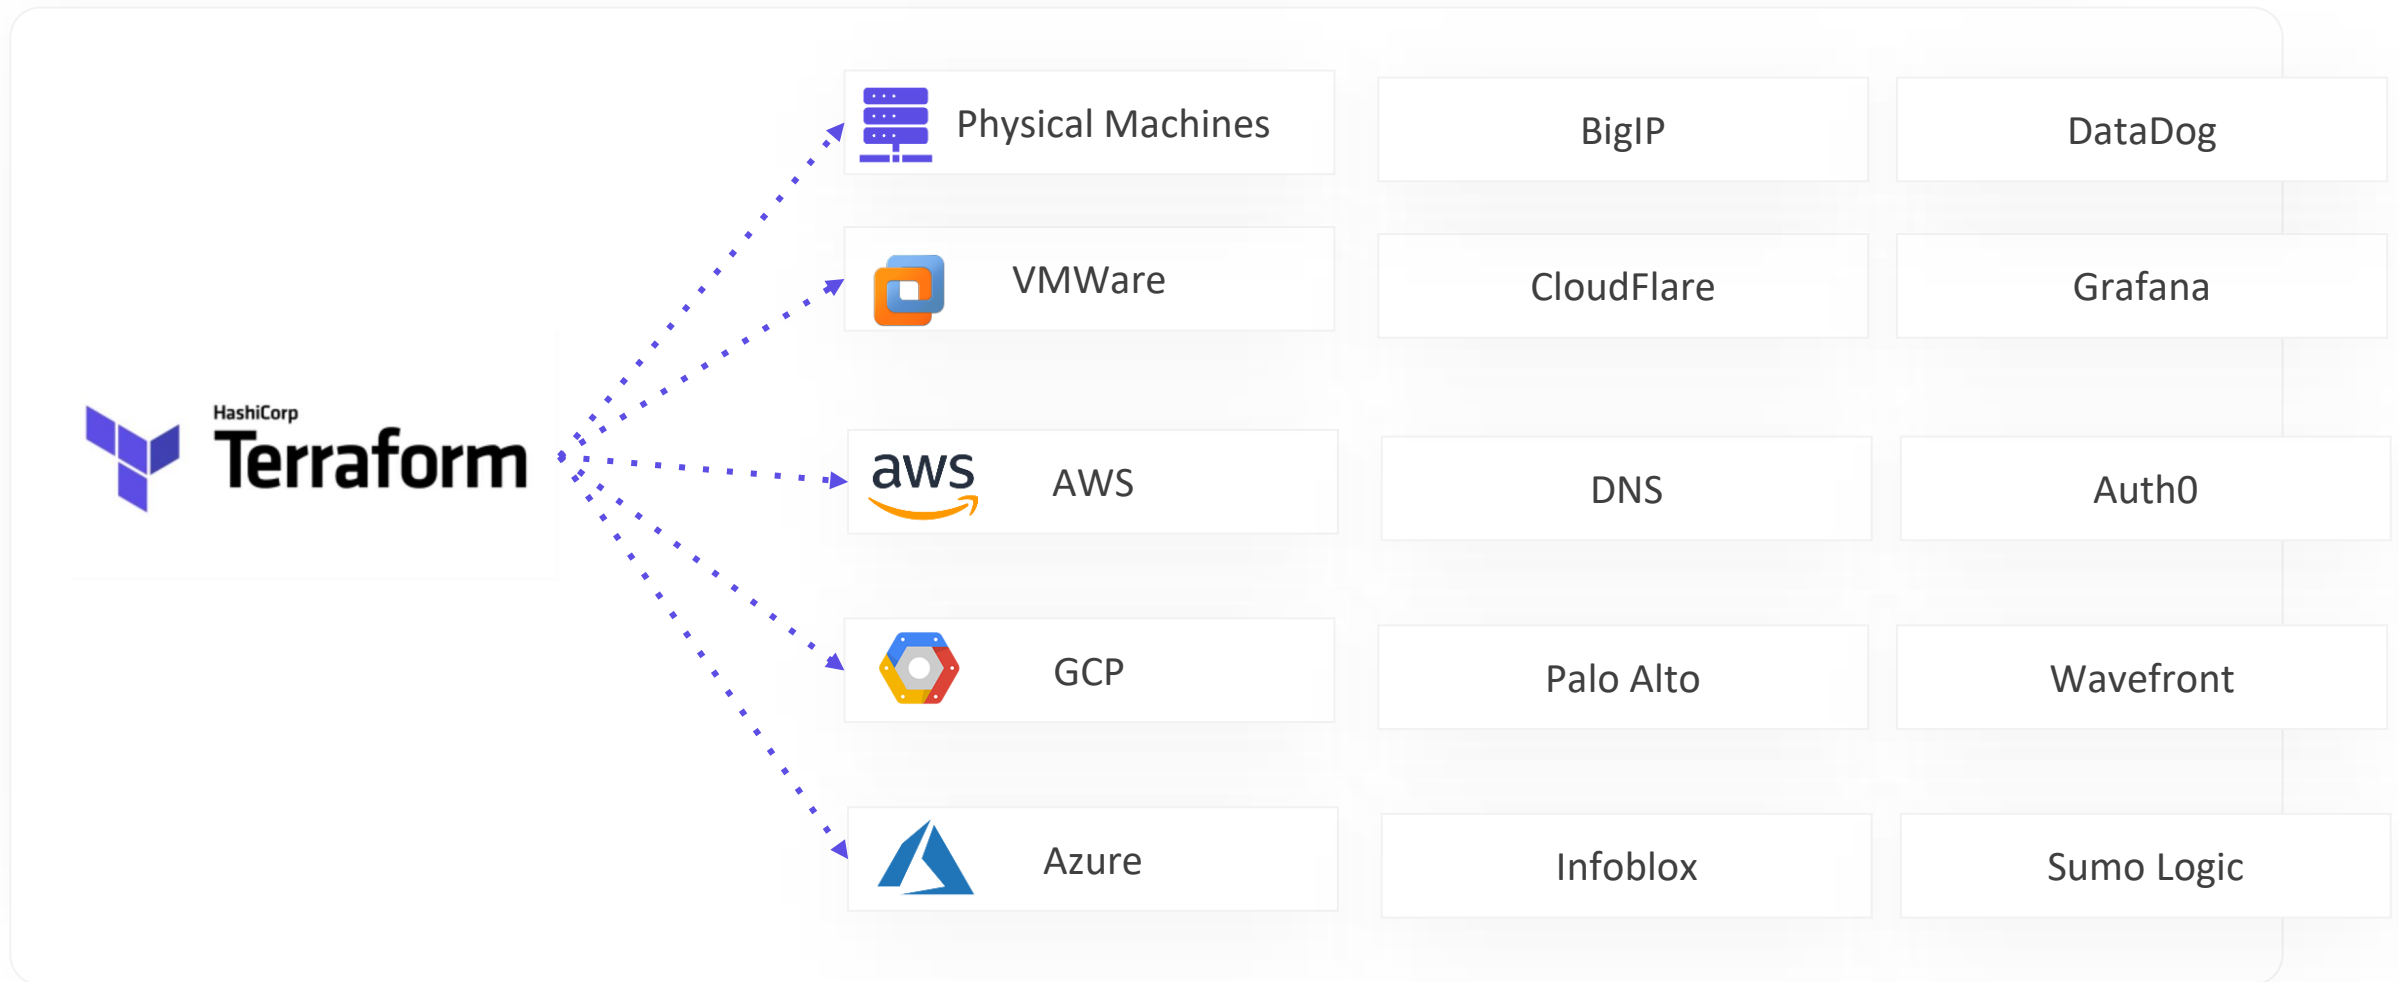 HashiCorp
Terraform
Physical Machines
BigIP
DataDog
VMWare
CloudFlare
Grafana
aws
AWS
DNS
Auth0
GCP
Palo Alto
Wavefront
Azure
Infoblox
Sumo Logic